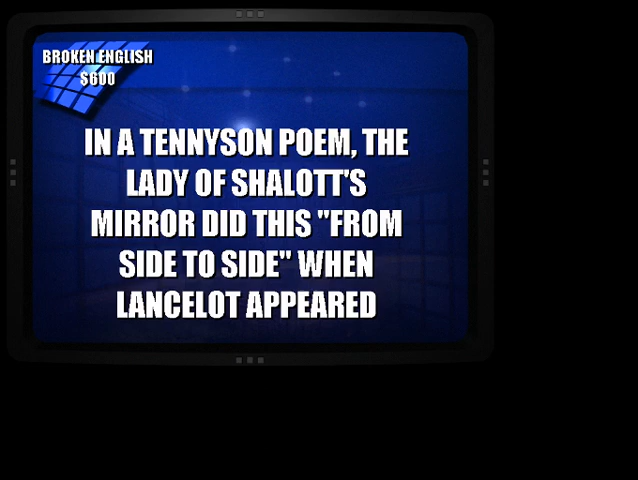 BROKEN ENGLISH
$600
IN A TENNYSON POEM, THE
LADY OF SHALOTT'S
MIRROR DID THIS "FROM
SIDE TO SIDE" WHEN
LANCELOT APPEARED